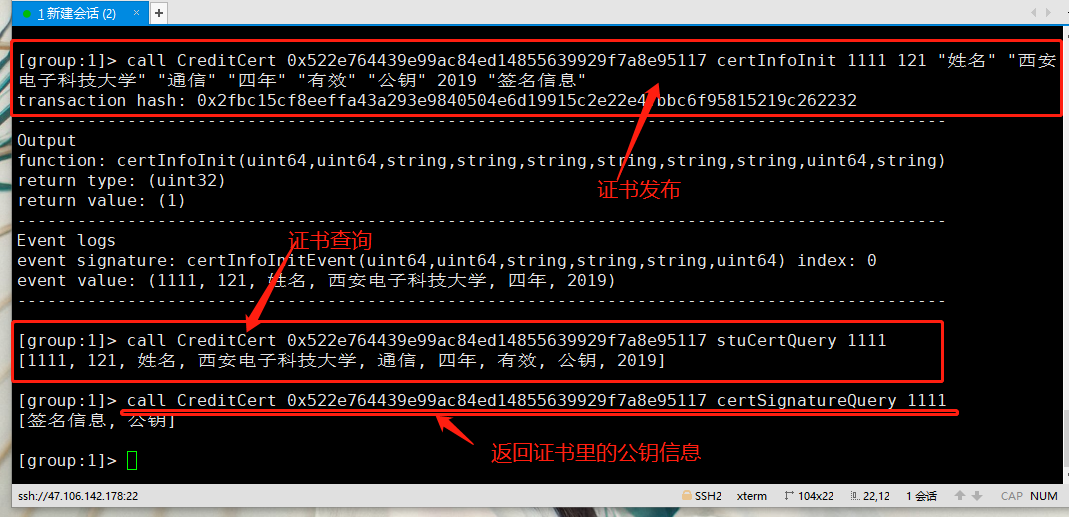 1 新建会话 (2) × +
[group:1]> call CreditCert 0x522e764439e99ac84ed14855639929f7a8e95117 certInfoInit 1111 121 "姓名" "西安
电子科技大学" "通信" "四年" "有效" "公钥" 2019 "签名信息"
transaction hash: 0x2fbc15cf8eeffa43a293e9840504e6d19915c2e22e4 bbc6f95815219c262232
---------------------------------------------------------------------------------------------
Output
function: certInfoInit(uint64,uint64,string,string,string,string,string,string,uint64,string)
return type: (uint32)
证书发布
return value: (1)
---------------------------------------------------------------------------------------------
Event logs
证书查询
event signature: certInfoInitEvent(uint64,uint64,string,string,string,uint64) index: 0
event value: (1111, 121, 姓名, 西安电子科技大学, 四年, 2019)
---------------------------------------------------------------------------------------------
[group:1]> call CreditCert 0x522e764439e99ac84ed14855639929f7a8e95117 stuCertQuery 1111
[1111, 121, 姓名, 西安电子科技大学, 通信, 四年, 有效, 公钥, 2019]
[group:1]> call CreditCert 0x522e764439e99ac84ed14855639929f7a8e95117 certSignatureQuery 1111
[签名信息, 公钥]
返回证书里的公钥信息
[group:1]>
ssh://47.106.142.178:22 SSH2 xterm 104x22 22,12 1 会话 CAP NUM